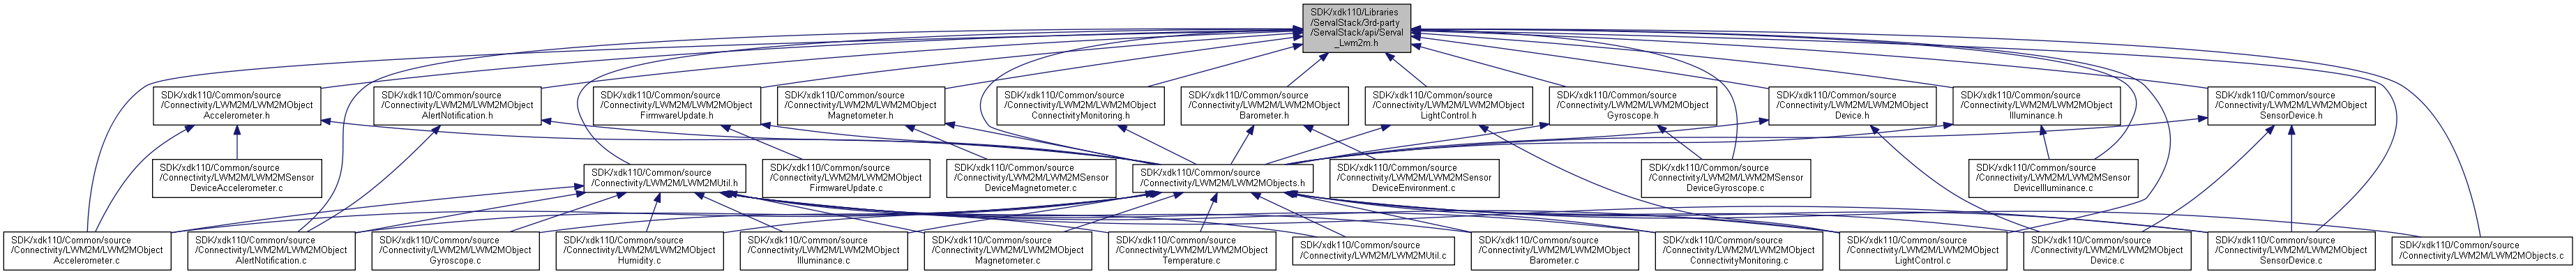 SDK/xdk110/Libraries
/ServalStack/3rd-party
/ServalStack/api/Serval
_Lwm2m.h
SDK/xdk110/Common/source
/Connectivity/LWM2M/LWM2MObject
Accelerometer.h
SDK/xdk110/Common/source
/Connectivity/LWM2M/LWM2MObject
AlertNotification.h
SDK/xdk110/Common/source
/Connectivity/LWM2M/LWM2MObject
FirmwareUpdate.h
SDK/xdk110/Common/source
/Connectivity/LWM2M/LWM2MObject
Magnetometer.h
SDK/xdk110/Common/source
/Connectivity/LWM2M/LWM2MObject
ConnectivityMonitoring.h
SDK/xdk110/Common/source
/Connectivity/LWM2M/LWM2MObject
Barometer.h
SDK/xdk110/Common/source
/Connectivity/LWM2M/LWM2MObject
LightControl.h
SDK/xdk110/Common/source
/Connectivity/LWM2M/LWM2MObject
Gyroscope.h
SDK/xdk110/Common/source
/Connectivity/LWM2M/LWM2MObject
Device.h
SDK/xdk110/Common/source
/Connectivity/LWM2M/LWM2MObject
Illuminance.h
SDK/xdk110/Common/source
/Connectivity/LWM2M/LWM2MObject
SensorDevice.h
SDK/xdk110/Common/source
/Connectivity/LWM2M/LWM2MSensor
DeviceAccelerometer.c
SDK/xdk110/Common/source
/Connectivity/LWM2M/LWM2MUtil.h
SDK/xdk110/Common/source
/Connectivity/LWM2M/LWM2MObject
FirmwareUpdate.c
SDK/xdk110/Common/source
/Connectivity/LWM2M/LWM2MSensor
DeviceMagnetometer.c
SDK/xdk110/Common/source
/Connectivity/LWM2M/LWM2MObjects.h
SDK/xdk110/Common/source
/Connectivity/LWM2M/LWM2MSensor
DeviceEnvironment.c
SDK/xdk110/Common/source
/Connectivity/LWM2M/LWM2MSensor
DeviceGyroscope.c
SDK/xdk110/Common/source
/Connectivity/LWM2M/LWM2MSensor
DeviceIlluminance.c
SDK/xdk110/Common/source
/Connectivity/LWM2M/LWM2MObject
Accelerometer.c
SDK/xdk110/Common/source
/Connectivity/LWM2M/LWM2MObject
AlertNotification.c
SDK/xdk110/Common/source
/Connectivity/LWM2M/LWM2MObject
Gyroscope.c
SDK/xdk110/Common/source
/Connectivity/LWM2M/LWM2MObject
Humidity.c
SDK/xdk110/Common/source
/Connectivity/LWM2M/LWM2MObject
Illuminance.c
SDK/xdk110/Common/source
/Connectivity/LWM2M/LWM2MObject
Magnetometer.c
SDK/xdk110/Common/source
/Connectivity/LWM2M/LWM2MObject
Temperature.c
SDK/xdk110/Common/source
/Connectivity/LWM2M/LWM2MUtil.c
SDK/xdk110/Common/source
/Connectivity/LWM2M/LWM2MObject
Barometer.c
SDK/xdk110/Common/source
/Connectivity/LWM2M/LWM2MObject
ConnectivityMonitoring.c
SDK/xdk110/Common/source
/Connectivity/LWM2M/LWM2MObject
LightControl.c
SDK/xdk110/Common/source
/Connectivity/LWM2M/LWM2MObject
Device.c
SDK/xdk110/Common/source
/Connectivity/LWM2M/LWM2MObject
SensorDevice.c
SDK/xdk110/Common/source
/Connectivity/LWM2M/LWM2MObjects.c